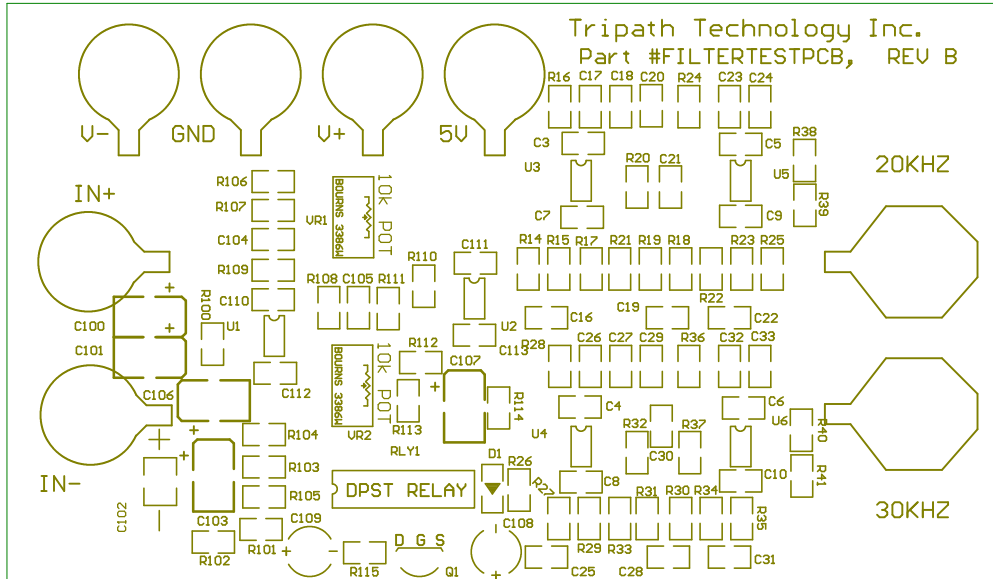 Tripath Technology Inc.
Part #FILTERTESTPCB, REV B
R16 C17 C18 C20 R24 C23 C24
V- GND V+ 5V
C3 C5 R38
U3 R20 C21 U5 20KHZ
IN+ R106 10k POT
R107 VR1 BOURNS 3386W C7 C9 R39
C104 C111 R14 R15 R17 R21 R19 R18 R23 R25
R109 R108 C105 R111 R110
C110 R22
+
C100 + R100 U1 U2 C16 C19 C22
C101 R112 C107 C113 R28 C26 C27 C29 R36 C32 C33
10k POT
BOURNS 3386W
C106 C112 + R113 R114 C4 C6
+ + R104 VR2 U4 R32 R37 U6 R40
RLY1 C30
+ R103 D1 R26 C8 C10 R41
IN- R105 DPST RELAY R27 R31 R30 R34 R35 30KHZ
C102 C103 C109 C108
- R101 + - D G S R29 R33
R102 R115 Q1 + C25 C28 C31